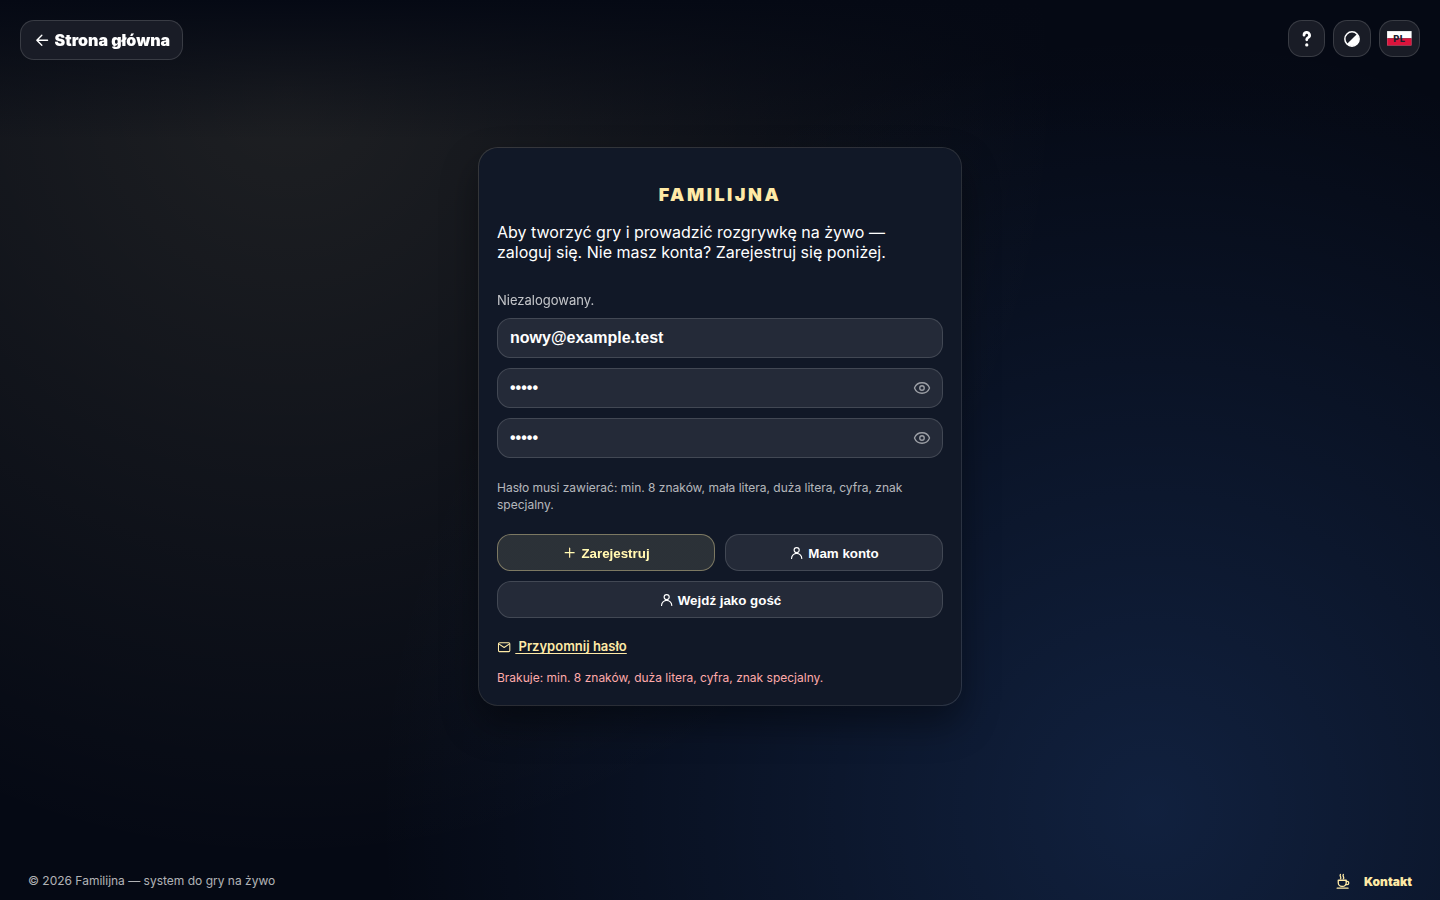 Strona główna
?
PL
FAMILIJNA
Aby tworzyć gry i prowadzić rozgrywkę na żywo —
zaloguj się. Nie masz konta? Zarejestruj się poniżej.
Niezalogowany.
nowy@example.test
•••••
•••••
Hasło musi zawierać: min. 8 znaków, mała litera, duża litera, cyfra, znak
specjalny.
Zarejestruj
Mam konto
Wejdź jako gość
Przypomnij hasło
Brakuje: min. 8 znaków, duża litera, cyfra, znak specjalny.
© 2026 Familijna — system do gry na żywo
Kontakt